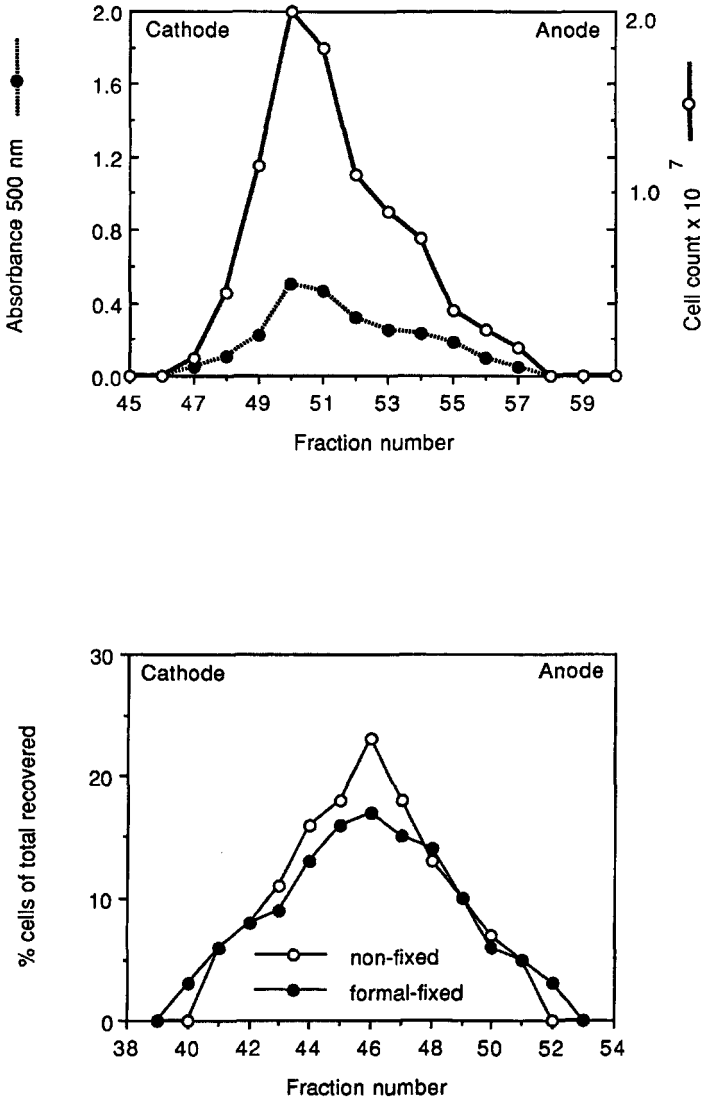 Cathode
Anode
2.0
1.6
1.2
0.8
0.4
0.0
2.0
1.0
Absorbance 500 nm
Cell count x 10 7
45 47 49 51 53 55 57 59
Fraction number
Cathode
Anode
30
20
10
0
% cells of total recovered
non-fixed
formal-fixed
38 40 42 44 46 48 50 52 54
Fraction number